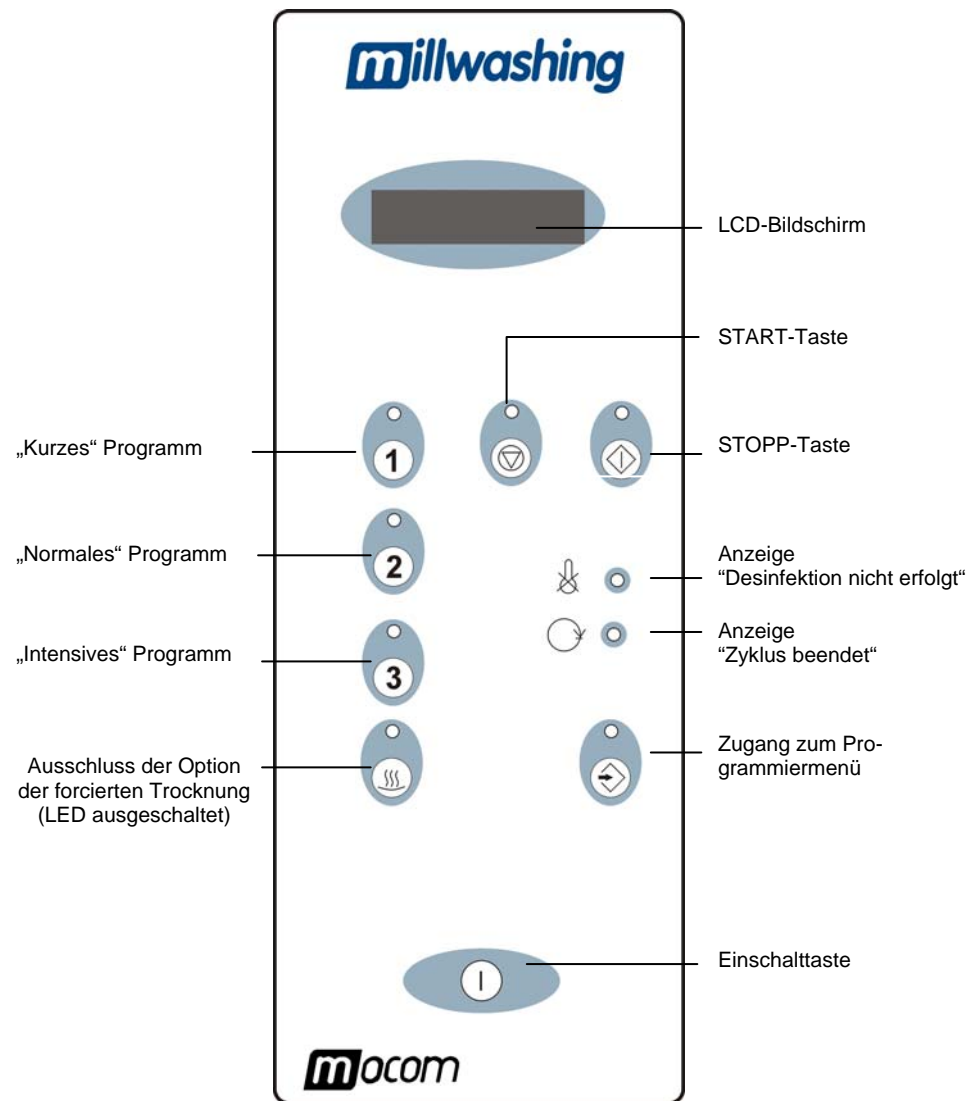 millwashing
LCD-Bildschirm
START-Taste
„Kurzes“ Programm
1
STOPP-Taste
„Normales“ Programm
2
Anzeige
“Desinfektion nicht erfolgt“
Anzeige
“Zyklus beendet“
„Intensives“ Programm
3
Ausschluss der Option
der forcierten Trocknung
(LED ausgeschaltet)
Zugang zum Pro-
grammiermenü
Einschalttaste
mocom